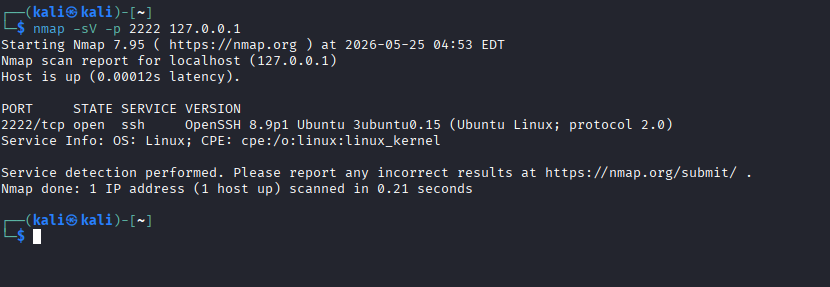 ┌──(kali㉿kali)-[~]
└─$ nmap -sV -p 2222 127.0.0.1
Starting Nmap 7.95 ( https://nmap.org ) at 2026-05-25 04:53 EDT
Nmap scan report for localhost (127.0.0.1)
Host is up (0.00012s latency).

PORT     STATE SERVICE VERSION
2222/tcp open  ssh     OpenSSH 8.9p1 Ubuntu 3ubuntu0.15 (Ubuntu Linux; protocol 2.0)
Service Info: OS: Linux; CPE: cpe:/o:linux:linux_kernel

Service detection performed. Please report any incorrect results at https://nmap.org/submit/ .
Nmap done: 1 IP address (1 host up) scanned in 0.21 seconds

┌──(kali㉿kali)-[~]
└─$